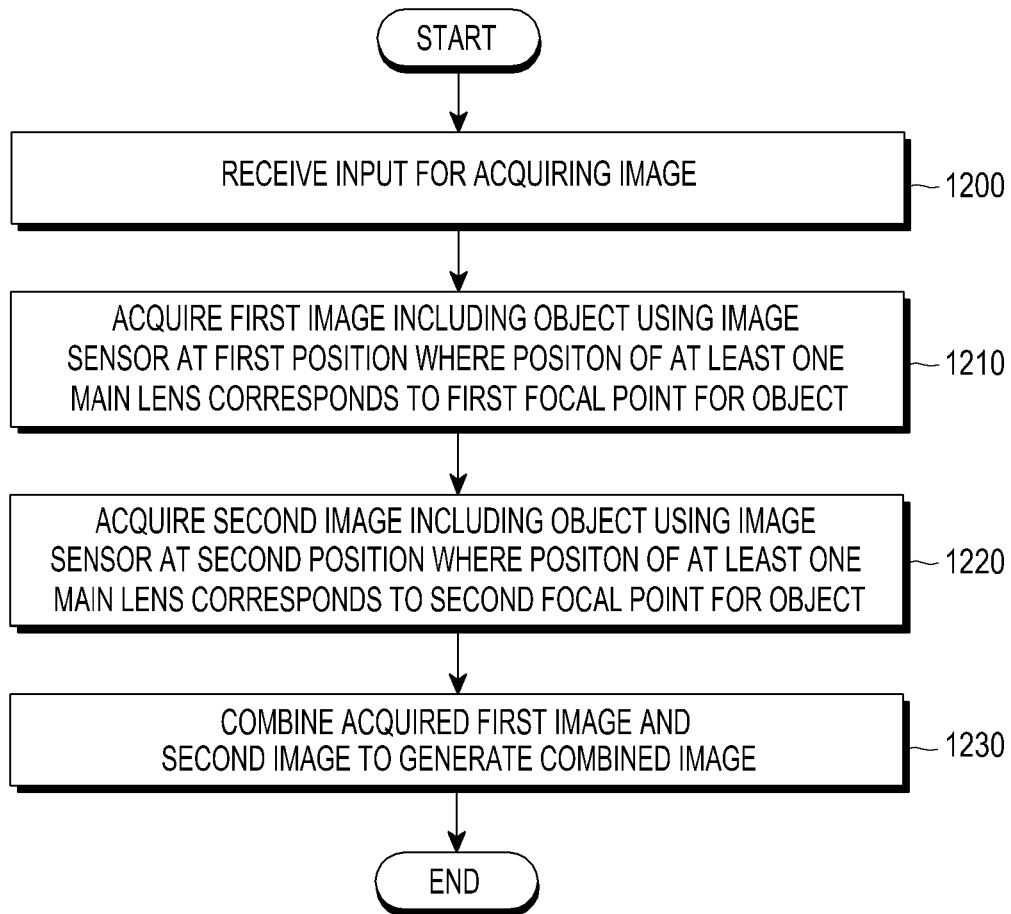 START
RECEIVE INPUT FOR ACQUIRING IMAGE
1200
ACQUIRE FIRST IMAGE INCLUDING OBJECT USING IMAGE
SENSOR AT FIRST POSITION WHERE POSITON OF AT LEAST ONE
MAIN LENS CORRESPONDS TO FIRST FOCAL POINT FOR OBJECT
1210
ACQUIRE SECOND IMAGE INCLUDING OBJECT USING IMAGE
SENSOR AT SECOND POSITION WHERE POSITON OF AT LEAST ONE
MAIN LENS CORRESPONDS TO SECOND FOCAL POINT FOR OBJECT
1220
COMBINE ACQUIRED FIRST IMAGE AND
SECOND IMAGE TO GENERATE COMBINED IMAGE
1230
END